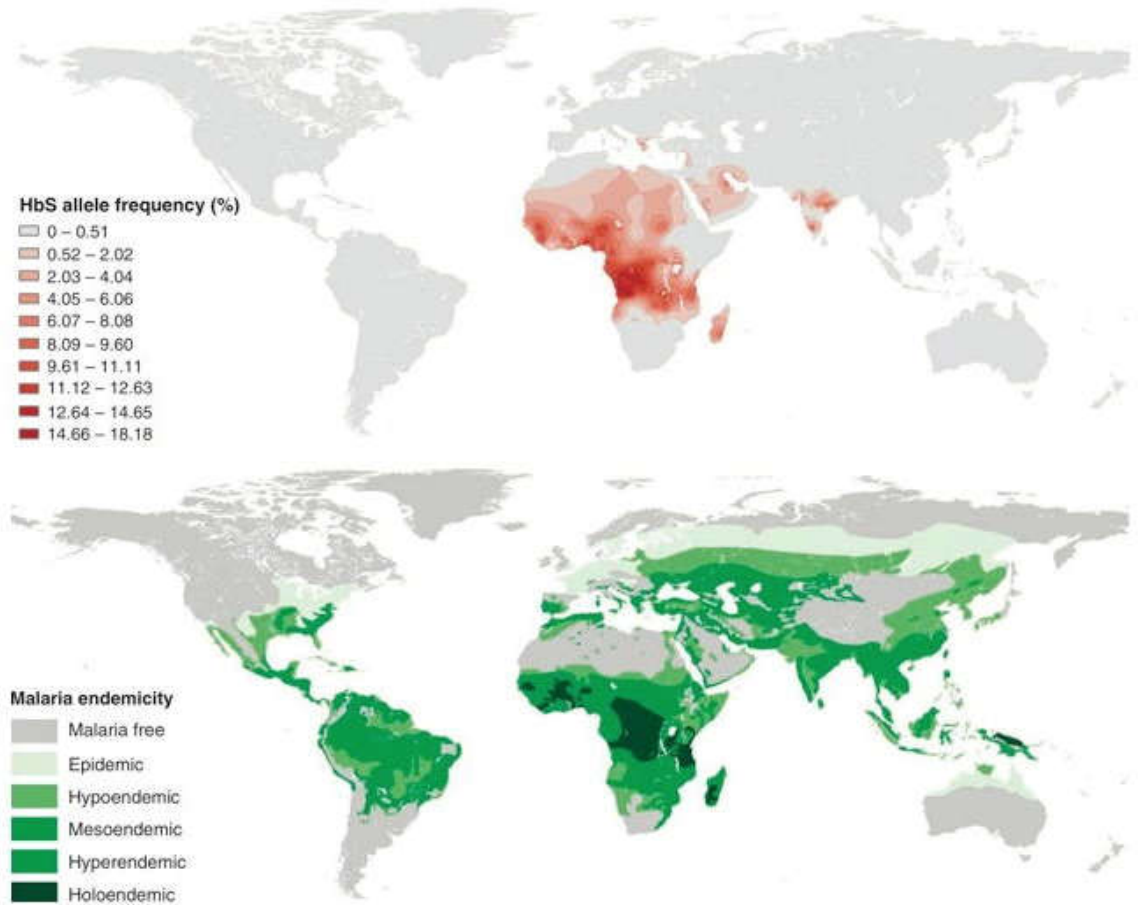 HbS allele frequency (%)
0 – 0.51
0.52 – 2.02
2.03 – 4.04
4.05 – 6.06
6.07 – 8.08
8.09 – 9.60
9.61 – 11.11
11.12 – 12.63
12.64 – 14.65
14.66 – 18.18
Malaria endemicity
Malaria free
Epidemic
Hypoendemic
Mesoendemic
Hyperendemic
Holoendemic